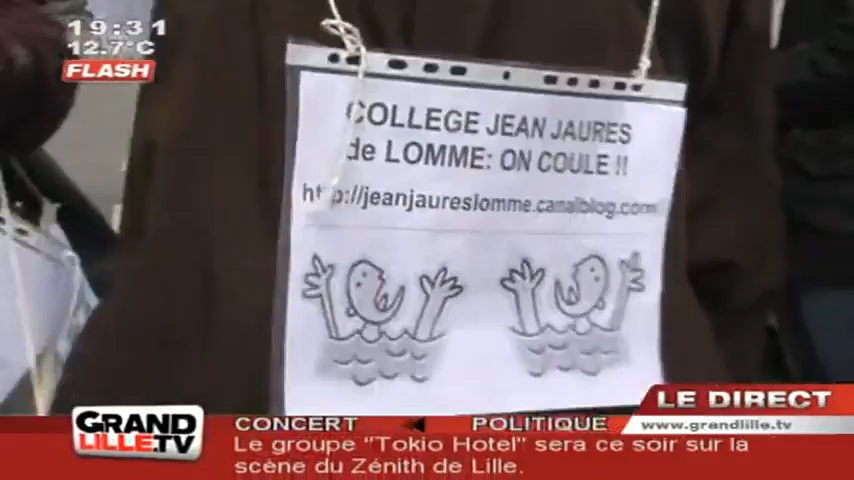 19:31
12.7°C
FLASH
COLLEGE JEAN JAURES
de LOMME: ON COULE !!
http://jeanjaureslomme.canalblog.com
LE DIRECT
www.grandlille.tv
GRAND
LILLE.TV
CONCERT
POLITIQUE
Le groupe "Tokio Hotel" sera ce soir sur la
scène du Zénith de Lille.